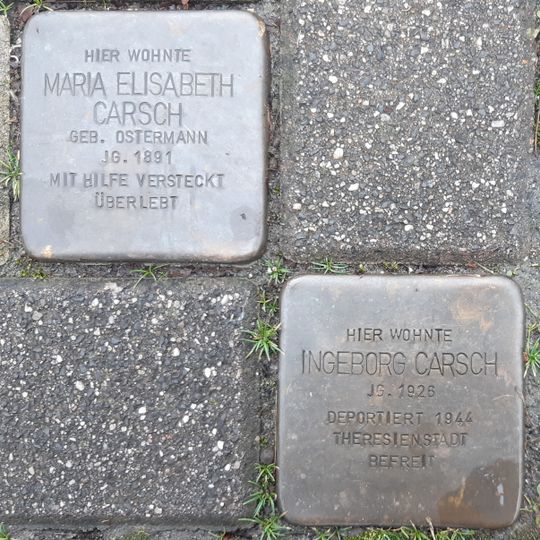 HIER WOHNTE
MARIA ELISABETH
CARSCH
GEB. OSTERMANN
JG. 1891
MIT HILFE VERSTECKT
ÜBERLEBT
HIER WOHNTE
INGEBORG CARSCH
JG. 1926
DEPORTIERT 1944
THERESIENSTADT
BEFREIT